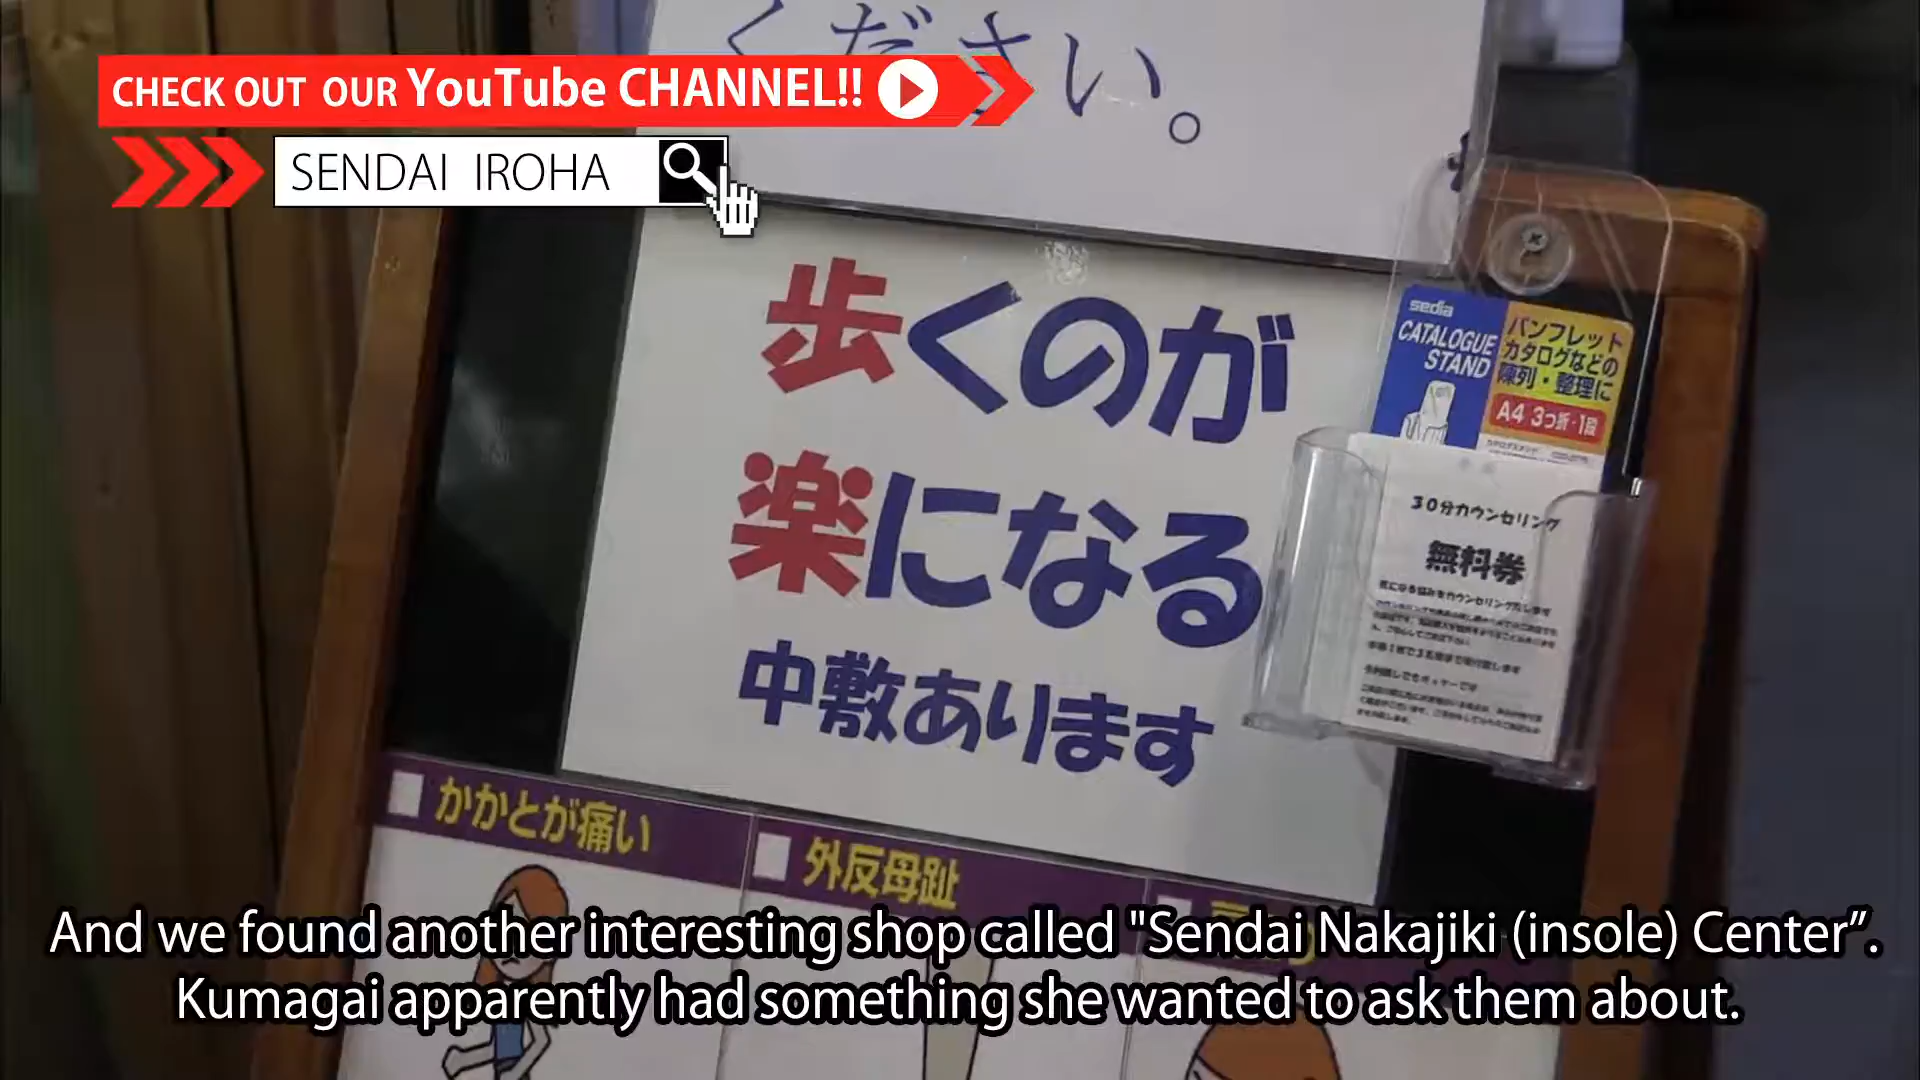 ください。
CHECK OUT OUR YouTube CHANNEL!!
SENDAI IROHA
歩くのが
楽になる
中敷あります
sedia
CATALOGUE
STAND
パンフレット
カタログなどの
陳列・整理に
A4 3つ折・1段
30分カウンセリング
無料券
かかとが痛い
外反母趾
And we found another interesting shop called "Sendai Nakajiki (insole) Center”.
Kumagai apparently had something she wanted to ask them about.